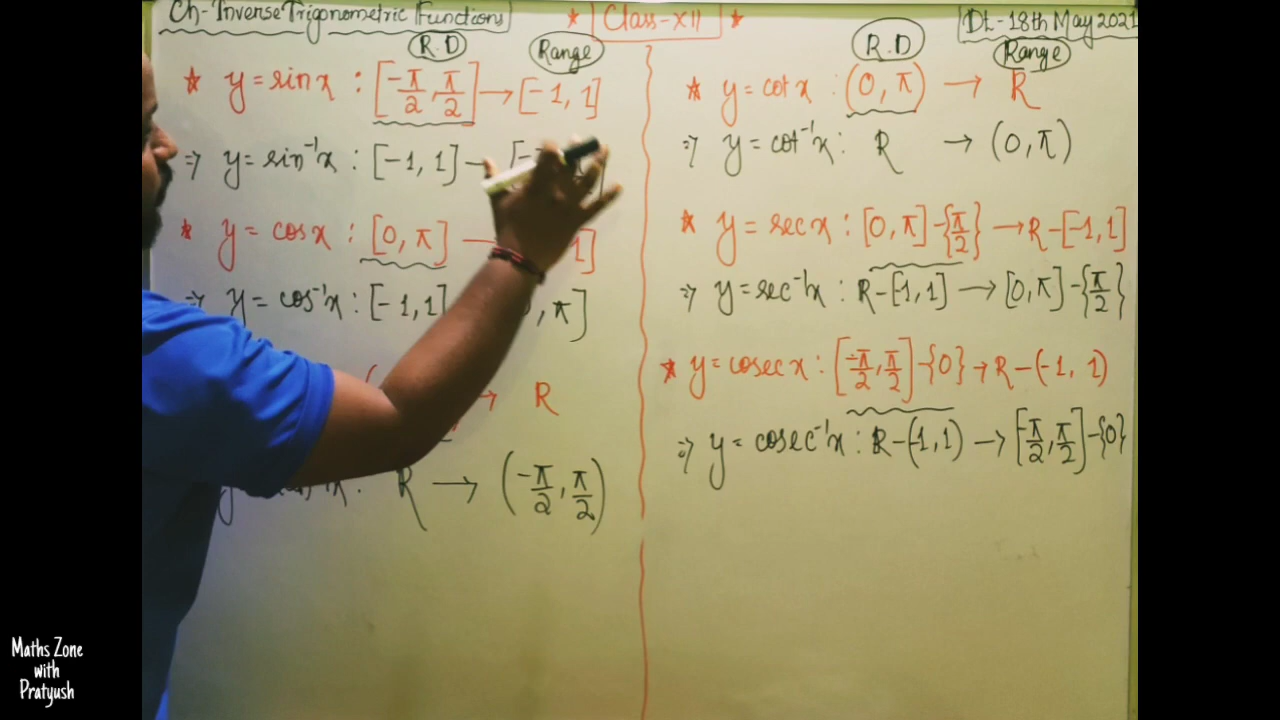 Ch-Inverse Trigonometric Functions
★ Class-XII ★
Dt-18th May 2021
R.D Range
★ y = sin x : [-π/2, π/2] → [-1, 1]
⇒ y = sin⁻¹x : [-1, 1] →
★ y = cos x : [0, π] → 1]
⇒ y = cos⁻¹x : [-1, 1] , π]
→ R
R → (-π/2, π/2)
R.D Range
★ y = cot x : (0, π) → R
⇒ y = cot⁻¹x : R → (0, π)
★ y = sec x : [0, π] - {π/2} → R - [-1, 1]
⇒ y = sec⁻¹x : R - [-1, 1] → [0, π] - {π/2}
★ y = cosec x : [-π/2, π/2] - {0} → R - (-1, 1)
⇒ y = cosec⁻¹x : R - (-1, 1) → [-π/2, π/2] - {0}
Maths Zone
with
Pratyush